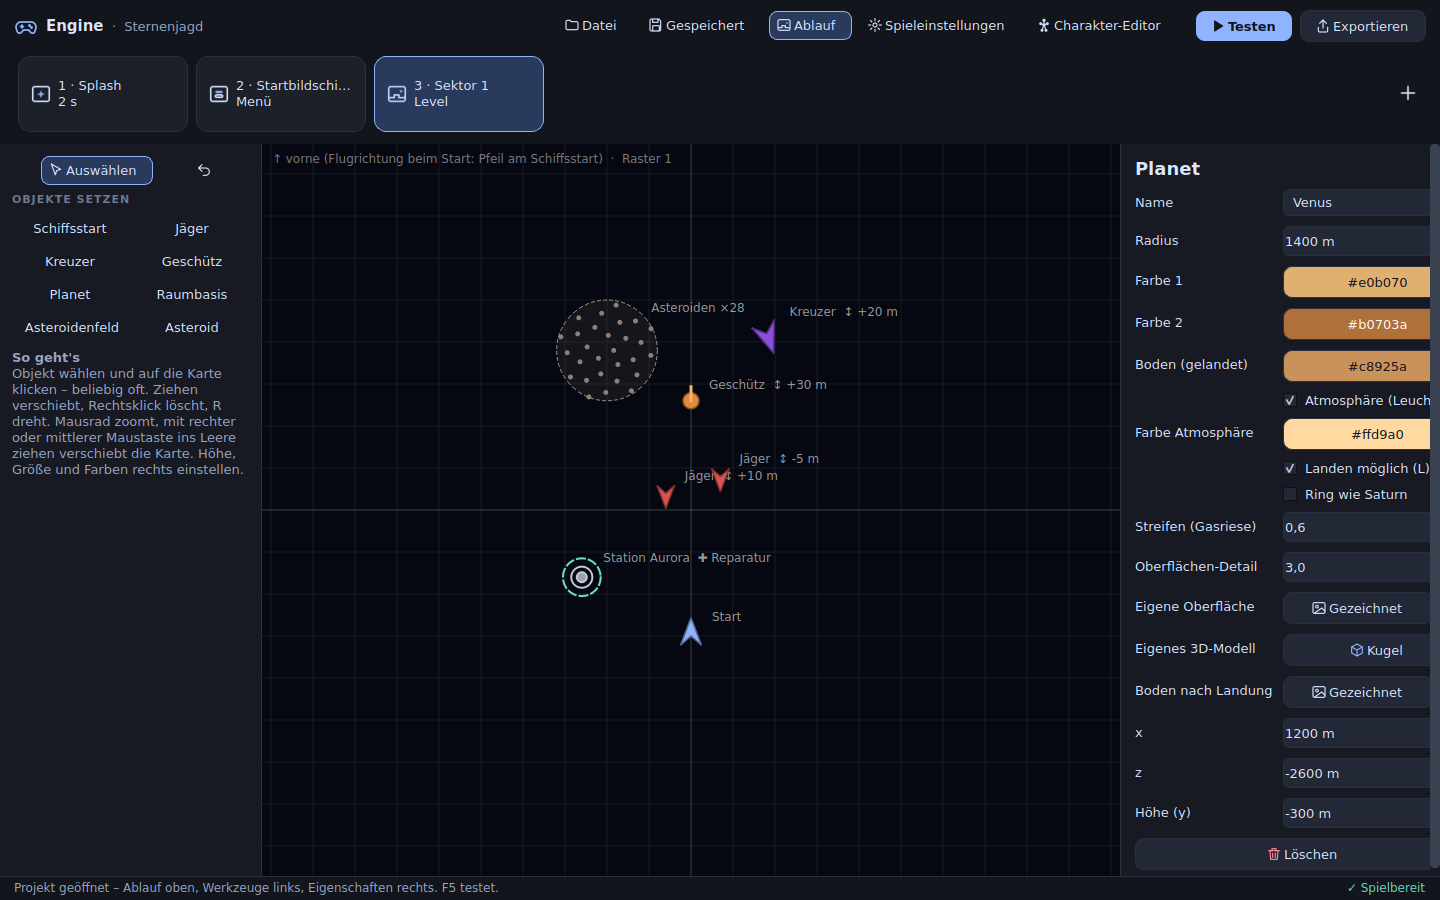 Engine · Sternenjagd
Datei
Gespeichert
Ablauf
Spieleinstellungen
Charakter-Editor
Testen
Exportieren
1 · Splash
2 s
2 · Startbildschi...
Menü
3 · Sektor 1
Level
Auswählen
OBJEKTE SETZEN
Schiffsstart
Jäger
Kreuzer
Geschütz
Planet
Raumbasis
Asteroidenfeld
Asteroid
So geht's
Objekt wählen und auf die Karte
klicken – beliebig oft. Ziehen
verschiebt, Rechtsklick löscht, R
dreht. Mausrad zoomt, mit rechter
oder mittlerer Maustaste ins Leere
ziehen verschiebt die Karte. Höhe,
Größe und Farben rechts einstellen.
↑ vorne (Flugrichtung beim Start: Pfeil am Schiffsstart) · Raster 1
Asteroiden ×28
Kreuzer ↕ +20 m
Geschütz ↕ +30 m
Jäger ↕ -5 m
Jäger ↕ +10 m
Station Aurora ✚ Reparatur
Start
Planet
Name
Venus
Radius
1400 m
Farbe 1
#e0b070
Farbe 2
#b0703a
Boden (gelandet)
#c8925a
Atmosphäre (Leuch
Farbe Atmosphäre
#ffd9a0
Landen möglich (L)
Ring wie Saturn
Streifen (Gasriese)
0,6
Oberflächen-Detail
3,0
Eigene Oberfläche
Gezeichnet
Eigenes 3D-Modell
Kugel
Boden nach Landung
Gezeichnet
x
1200 m
z
-2600 m
Höhe (y)
-300 m
Löschen
Projekt geöffnet – Ablauf oben, Werkzeuge links, Eigenschaften rechts. F5 testet.
✓ Spielbereit